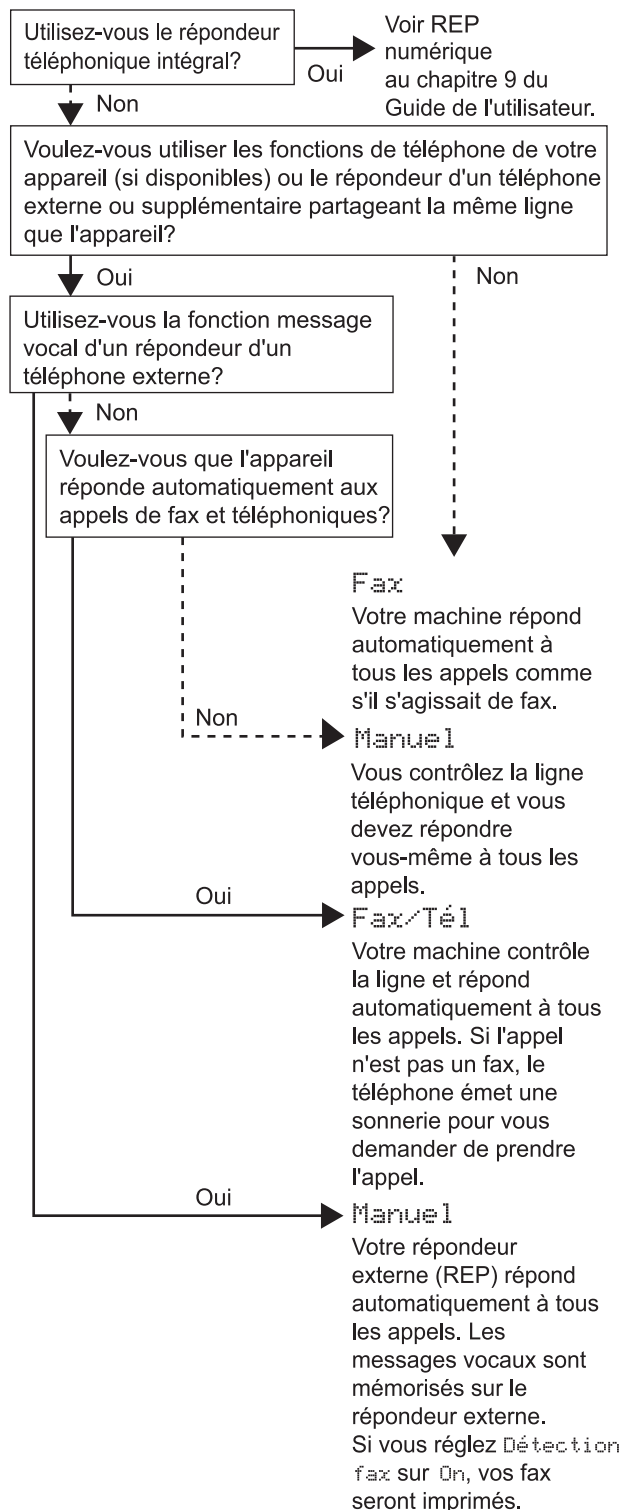 Utilisez-vous le répondeur
téléphonique intégral?
Oui
Voir REP
numérique
au chapitre 9 du
Guide de l'utilisateur.
Non
Voulez-vous utiliser les fonctions de téléphone de votre
appareil (si disponibles) ou le répondeur d'un téléphone
externe ou supplémentaire partageant la même ligne
que l'appareil?
Oui
Non
Utilisez-vous la fonction message
vocal d'un répondeur d'un
téléphone externe?
Non
Voulez-vous que l'appareil
réponde automatiquement aux
appels de fax et téléphoniques?
Fax
Votre machine répond
automatiquement à
tous les appels comme
s'il s'agissait de fax.
Non
Manuel
Vous contrôlez la ligne
téléphonique et vous
devez répondre
vous-même à tous les
appels.
Oui
Fax/Tél
Votre machine contrôle
la ligne et répond
automatiquement à tous
les appels. Si l'appel
n'est pas un fax, le
téléphone émet une
sonnerie pour vous
demander de prendre
l'appel.
Oui
Manuel
Votre répondeur
externe (REP) répond
automatiquement à tous
les appels. Les
messages vocaux sont
mémorisés sur le
répondeur externe.
Si vous réglez Détection
fax sur On, vos fax
seront imprimés.